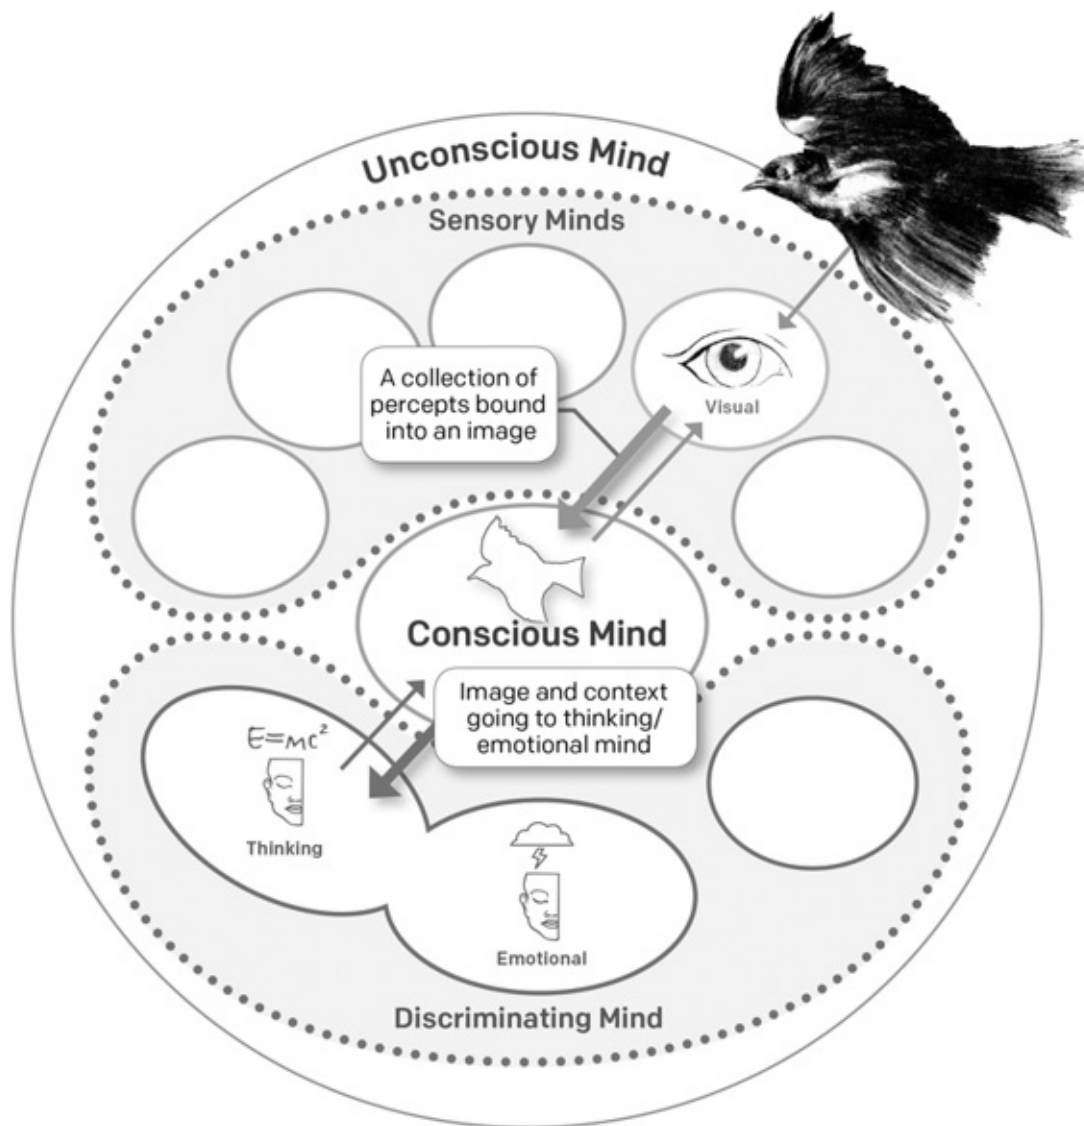 Unconscious Mind
Sensory Minds
A collection of
percepts bound
into an image
Visual
Conscious Mind
Image and context
going to thinking/
emotional mind
E=mc²
Thinking
Emotional
Discriminating Mind